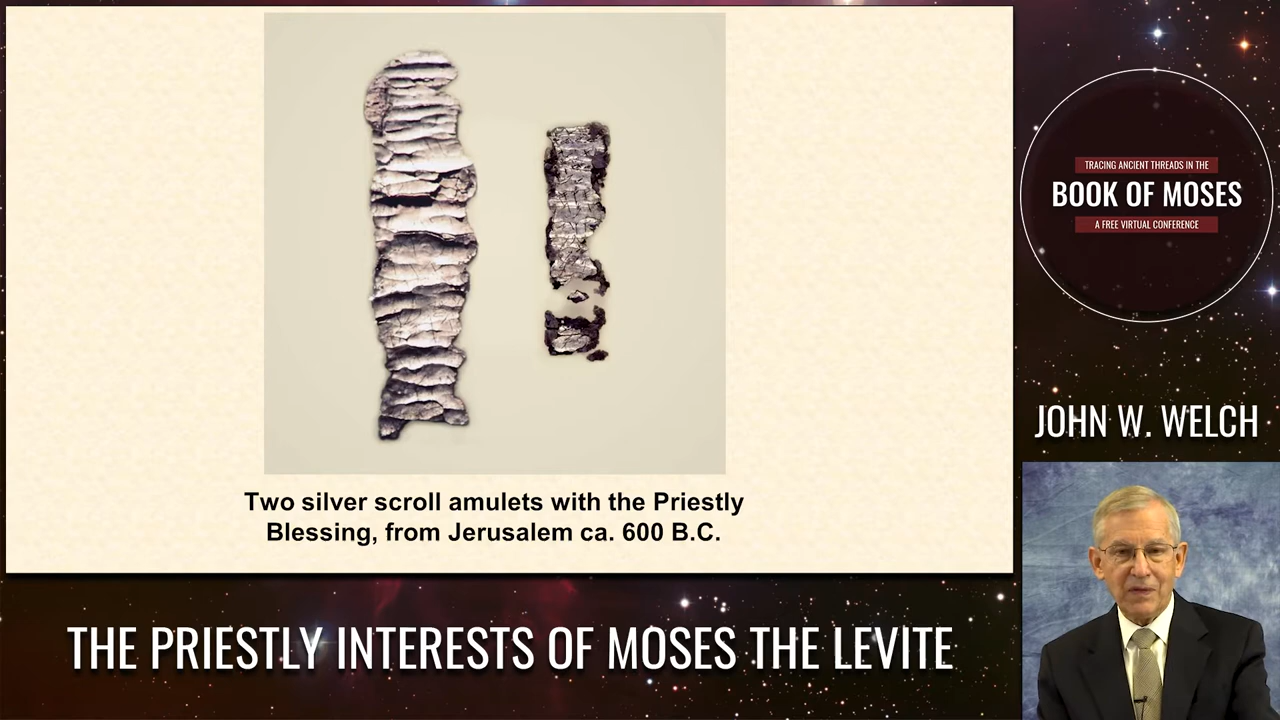 Two silver scroll amulets with the Priestly
Blessing, from Jerusalem ca. 600 B.C.
TRACING ANCIENT THREADS IN THE
BOOK OF MOSES
A FREE VIRTUAL CONFERENCE
JOHN W. WELCH
THE PRIESTLY INTERESTS OF MOSES THE LEVITE